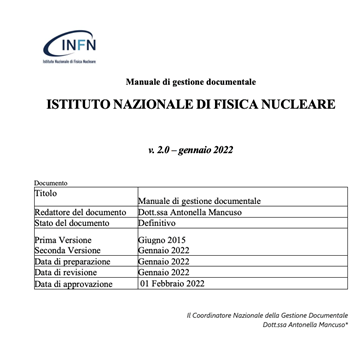 INFN
Istituto Nazionale di Fisica Nucleare
Manuale di gestione documentale
ISTITUTO NAZIONALE DI FISICA NUCLEARE
v. 2.0 – gennaio 2022
Documento
Titolo Manuale di gestione documentale
Redattore del documento Dott.ssa Antonella Mancuso
Stato del documento Definitivo
Prima Versione Giugno 2015
Seconda Versione Gennaio 2022
Data di preparazione Gennaio 2022
Data di revisione Gennaio 2022
Data di approvazione 01 Febbraio 2022
Il Coordinatore Nazionale della Gestione Documentale
Dott:ssa Antonella Mancuso*